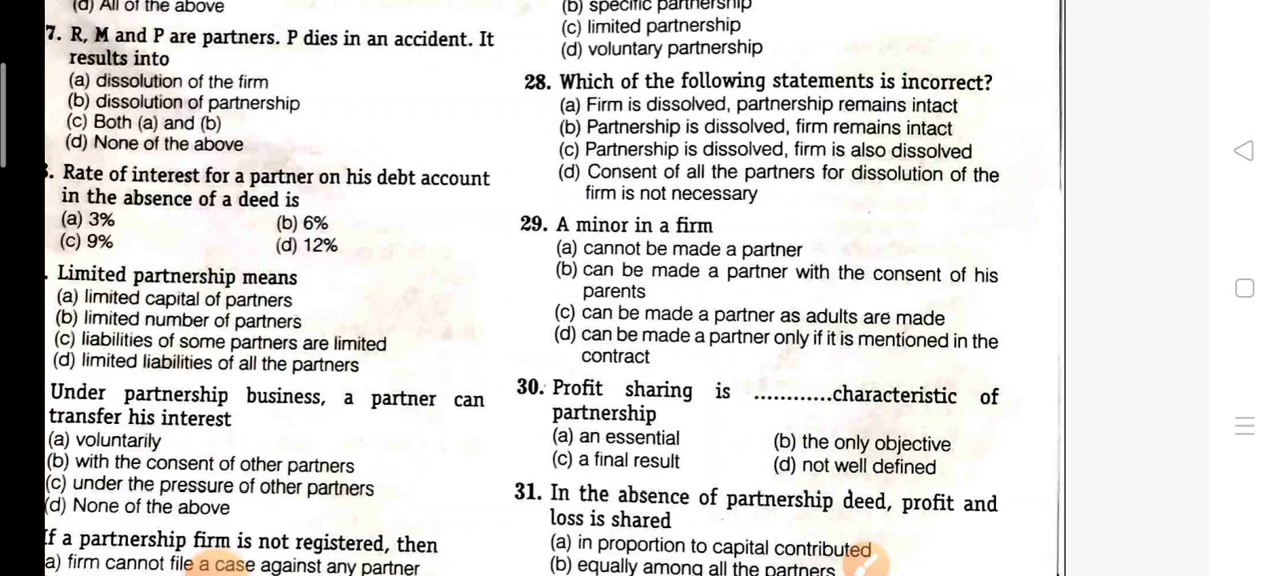 (d) All of the above
7. R, M and P are partners. P dies in an accident. It
results into
(a) dissolution of the firm
(b) dissolution of partnership
(c) Both (a) and (b)
(d) None of the above
. Rate of interest for a partner on his debt account
in the absence of a deed is
(a) 3% (b) 6%
(c) 9% (d) 12%
. Limited partnership means
(a) limited capital of partners
(b) limited number of partners
(c) liabilities of some partners are limited
(d) limited liabilities of all the partners
Under partnership business, a partner can
transfer his interest
(a) voluntarily
(b) with the consent of other partners
(c) under the pressure of other partners
(d) None of the above
If a partnership firm is not registered, then
a) firm cannot file a case against any partner
(b) specific partnership
(c) limited partnership
(d) voluntary partnership
28. Which of the following statements is incorrect?
(a) Firm is dissolved, partnership remains intact
(b) Partnership is dissolved, firm remains intact
(c) Partnership is dissolved, firm is also dissolved
(d) Consent of all the partners for dissolution of the
firm is not necessary
29. A minor in a firm
(a) cannot be made a partner
(b) can be made a partner with the consent of his
parents
(c) can be made a partner as adults are made
(d) can be made a partner only if it is mentioned in the
contract
30. Profit sharing is ............characteristic of
partnership
(a) an essential (b) the only objective
(c) a final result (d) not well defined
31. In the absence of partnership deed, profit and
loss is shared
(a) in proportion to capital contributed
(b) equally among all the partners